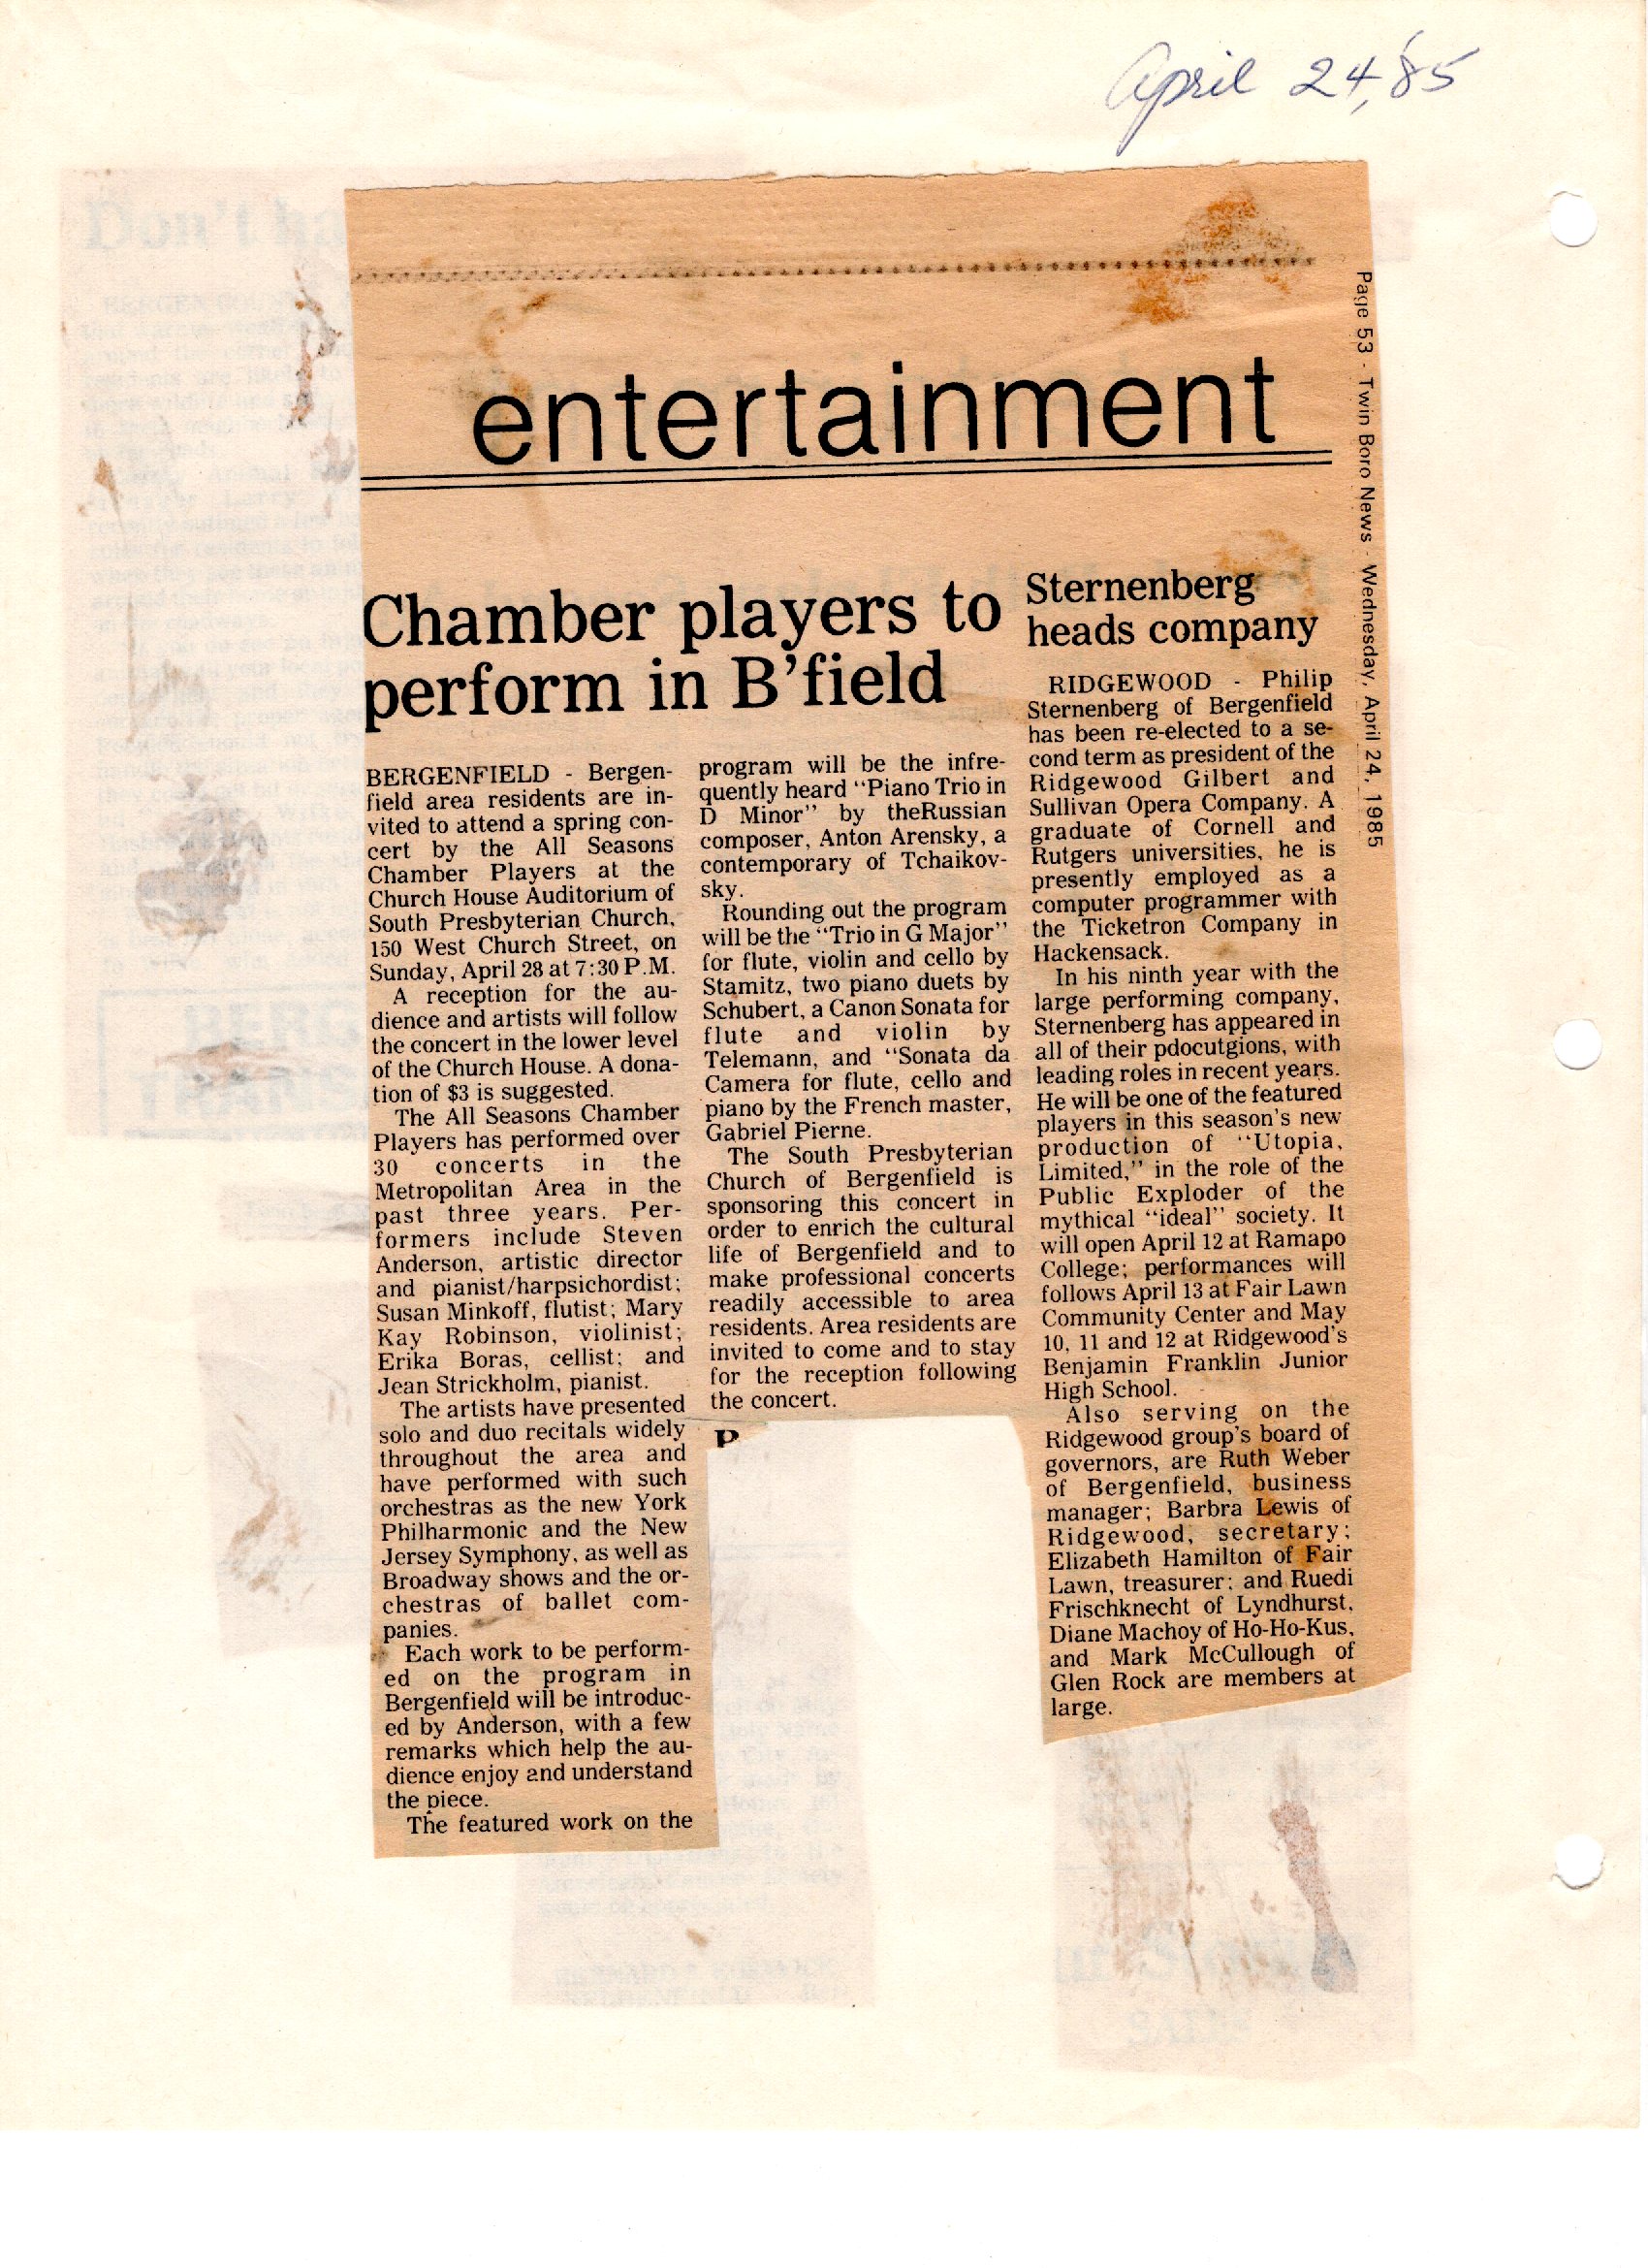 April 24, '85
Page 53 - Twin Boro News - Wednesday, April 24, 1985
entertainment
Chamber players to
perform in B'field
BERGENFIELD - Bergen-
field area residents are in-
vited to attend a spring con-
cert by the All Seasons
Chamber Players at the
Church House Auditorium of
South Presbyterian Church,
150 West Church Street, on
Sunday, April 28 at 7:30 P.M.
A reception for the au-
dience and artists will follow
the concert in the lower level
of the Church House. A dona-
tion of $3 is suggested.
The All Seasons Chamber
Players has performed over
30 concerts in the
Metropolitan Area in the
past three years. Per-
formers include Steven
Anderson, artistic director
and pianist/harpsichordist;
Susan Minkoff, flutist; Mary
Kay Robinson, violinist;
Erika Boras, cellist; and
Jean Strickholm, pianist.
The artists have presented
solo and duo recitals widely
throughout the area and
have performed with such
orchestras as the new York
Philharmonic and the New
Jersey Symphony, as well as
Broadway shows and the or-
chestras of ballet com-
panies.
Each work to be perform-
ed on the program in
Bergenfield will be introduc-
ed by Anderson, with a few
remarks which help the au-
dience enjoy and understand
the piece.
The featured work on the
program will be the infre-
quently heard "Piano Trio in
D Minor" by theRussian
composer, Anton Arensky, a
contemporary of Tchaikov-
sky.
Rounding out the program
will be the "Trio in G Major"
for flute, violin and cello by
Stamitz, two piano duets by
Schubert, a Canon Sonata for
flute and violin by
Telemann, and "Sonata da
Camera for flute, cello and
piano by the French master,
Gabriel Pierne.
The South Presbyterian
Church of Bergenfield is
sponsoring this concert in
order to enrich the cultural
life of Bergenfield and to
make professional concerts
readily accessible to area
residents. Area residents are
invited to come and to stay
for the reception following
the concert.
P
Sternenberg
heads company
RIDGEWOOD - Philip
Sternenberg of Bergenfield
has been re-elected to a se-
cond term as president of the
Ridgewood Gilbert and
Sullivan Opera Company. A
graduate of Cornell and
Rutgers universities, he is
presently employed as a
computer programmer with
the Ticketron Company in
Hackensack.
In his ninth year with the
large performing company,
Sternenberg has appeared in
all of their pdocutgions, with
leading roles in recent years.
He will be one of the featured
players in this season's new
production of "Utopia,
Limited," in the role of the
Public Exploder of the
mythical "ideal" society. It
will open April 12 at Ramapo
College; performances will
follows April 13 at Fair Lawn
Community Center and May
10, 11 and 12 at Ridgewood's
Benjamin Franklin Junior
High School.
Also serving on the
Ridgewood group's board of
governors, are Ruth Weber
of Bergenfield, business
manager; Barbra Lewis of
Ridgewood, secretary;
Elizabeth Hamilton of Fair
Lawn, treasurer; and Ruedi
Frischknecht of Lyndhurst,
Diane Machoy of Ho-Ho-Kus,
and Mark McCullough of
Glen Rock are members at
large.
Don't ha